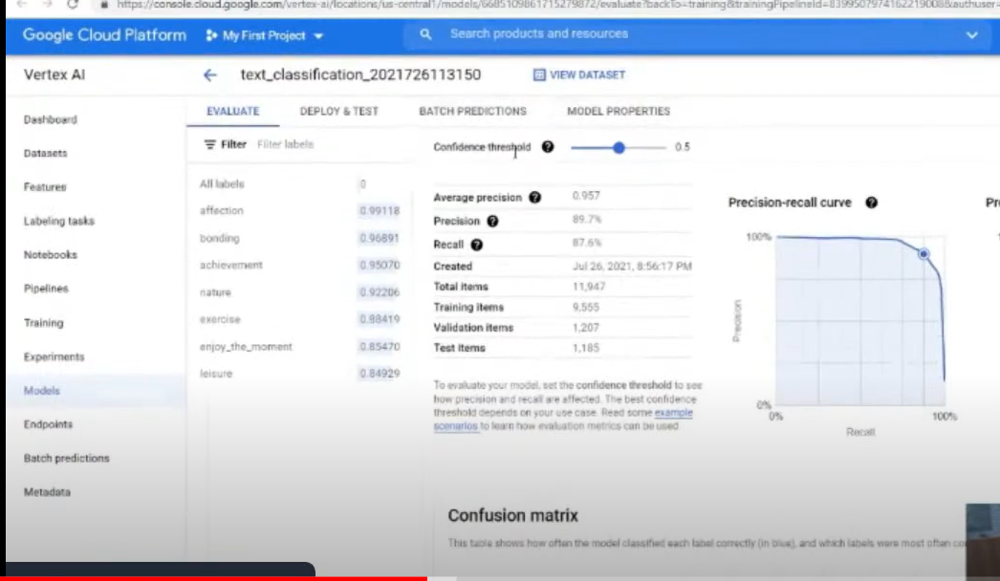 https://console.cloud.google.com/vertex-ai/locations/us-central1/models/6685109861715279872/evaluate?backTo=training&trainingPipelineId=
Google Cloud Platform
My First Project
Search products and resources
Vertex AI
text_classification_2021726113150
VIEW DATASET
Dashboard
Datasets
Features
Labeling tasks
Notebooks
Pipelines
Training
Experiments
Models
Endpoints
Batch predictions
Metadata
EVALUATE
DEPLOY & TEST
BATCH PREDICTIONS
MODEL PROPERTIES
Filter Filter labels
All labels 0
affection 0.99118
bonding 0.96891
achievement 0.95070
nature 0.92206
exercise 0.88419
enjoy_the_moment 0.85470
leisure 0.84929
Confidence threshold ? 0.5
Average precision ? 0.957
Precision ? 89.7%
Recall ? 87.6%
Created Jul 26, 2021, 8:56:17 PM
Total items 11,947
Training items 9,555
Validation items 1,207
Test items 1,185
To evaluate your model, set the confidence threshold to see
how precision and recall are affected. The best confidence
threshold depends on your use case. Read some example
scenarios to learn how evaluation metrics can be used
Precision-recall curve ?
100%
Precision
0%
0%
100%
Recall
Pr
Confusion matrix
This table shows how often the model classified each label correctly (in blue), and which labels were most often co